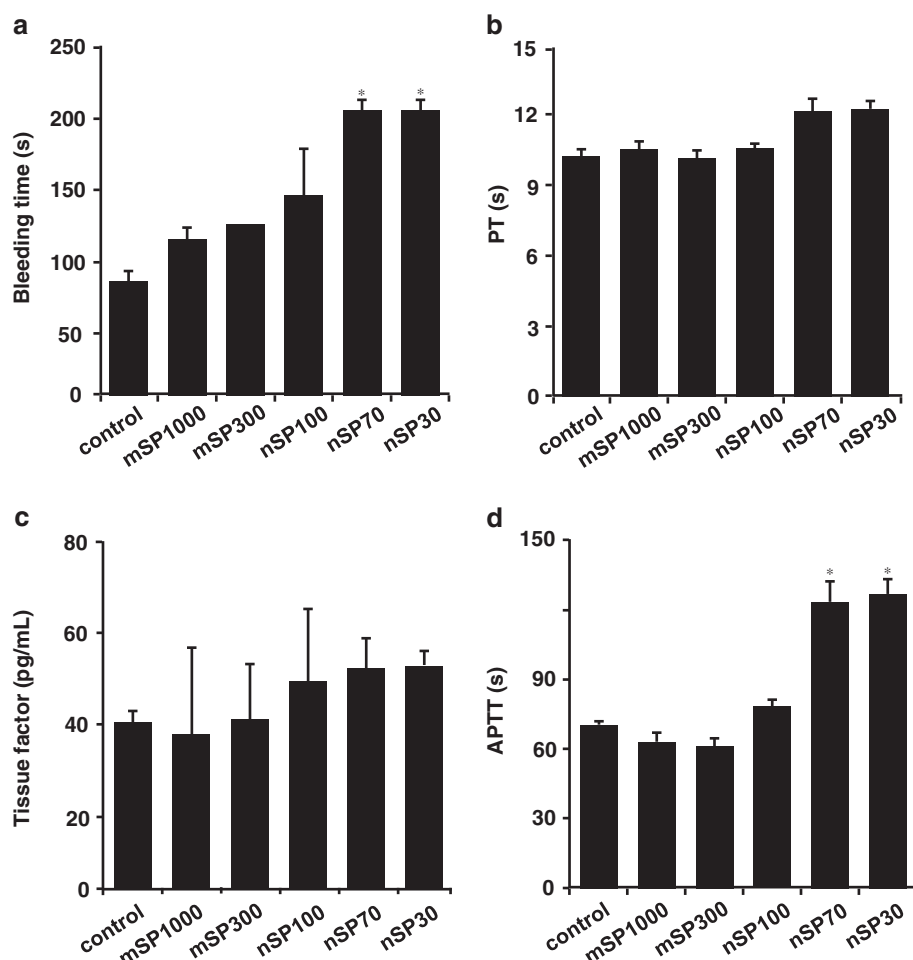 a
250
200
150
100
50
0
Bleeding time (s)
* *
control mSP1000 mSP300 nSP100 nSP70 nSP30
b
15
12
9
6
3
0
PT (s)
control mSP1000 mSP300 nSP100 nSP70 nSP30
c
80
60
40
20
0
Tissue factor (pg/mL)
control mSP1000 mSP300 nSP100 nSP70 nSP30
d
150
90
60
30
0
APTT (s)
* *
control mSP1000 mSP300 nSP100 nSP70 nSP30